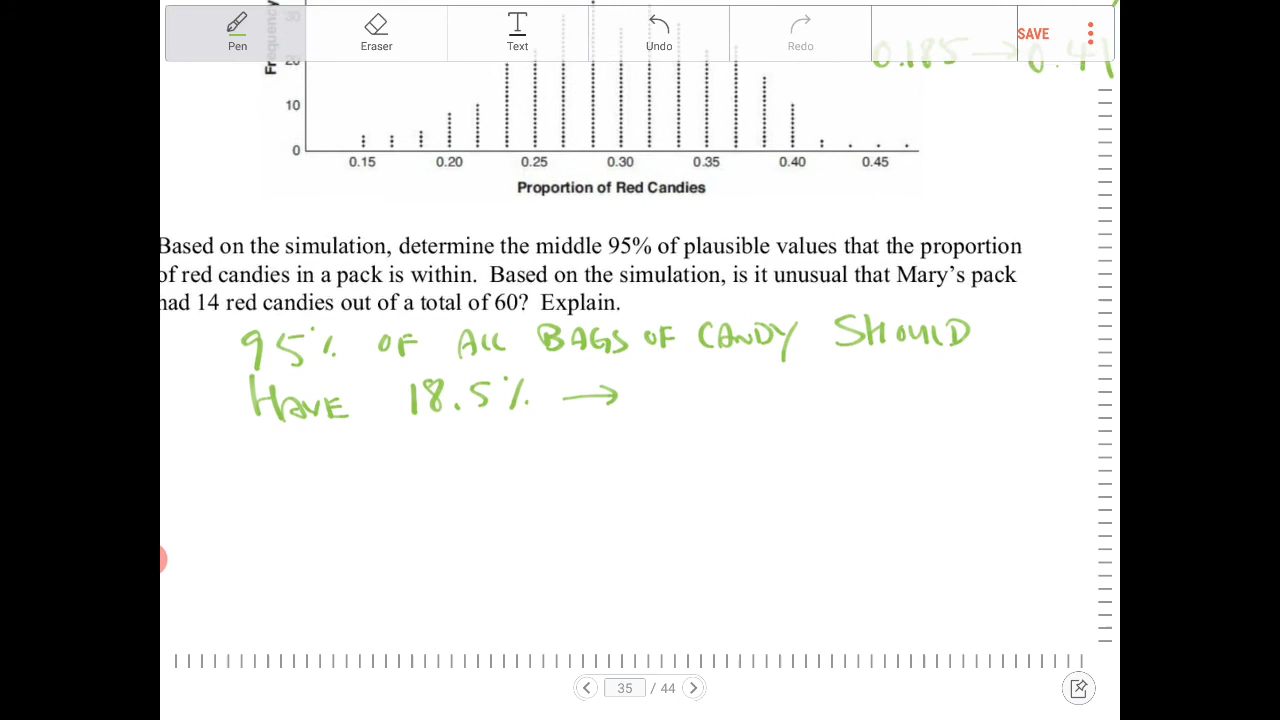 Pen Eraser Text Undo Redo SAVE
Frequency
30
20
10
0
0.185 → 0.41
0.15 0.20 0.25 0.30 0.35 0.40 0.45
Proportion of Red Candies
Based on the simulation, determine the middle 95% of plausible values that the proportion
of red candies in a pack is within. Based on the simulation, is it unusual that Mary's pack
had 14 red candies out of a total of 60? Explain.
95% OF ALL BAGS OF CANDY SHOULD
HAVE 18.5% →
35 / 44